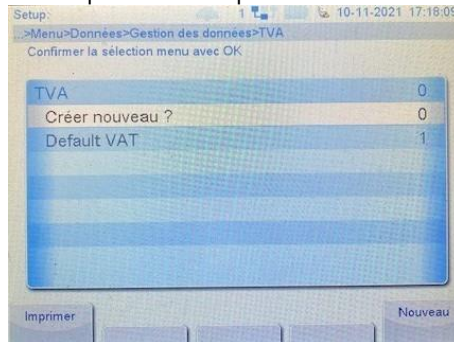 Setup: 1 10-11-2021 17:18:09
...>Menu>Données>Gestion des données>TVA
Confirmer la sélection menu avec OK
TVA 0
Créer nouveau ? 0
Default VAT 1
Imprimer Nouveau